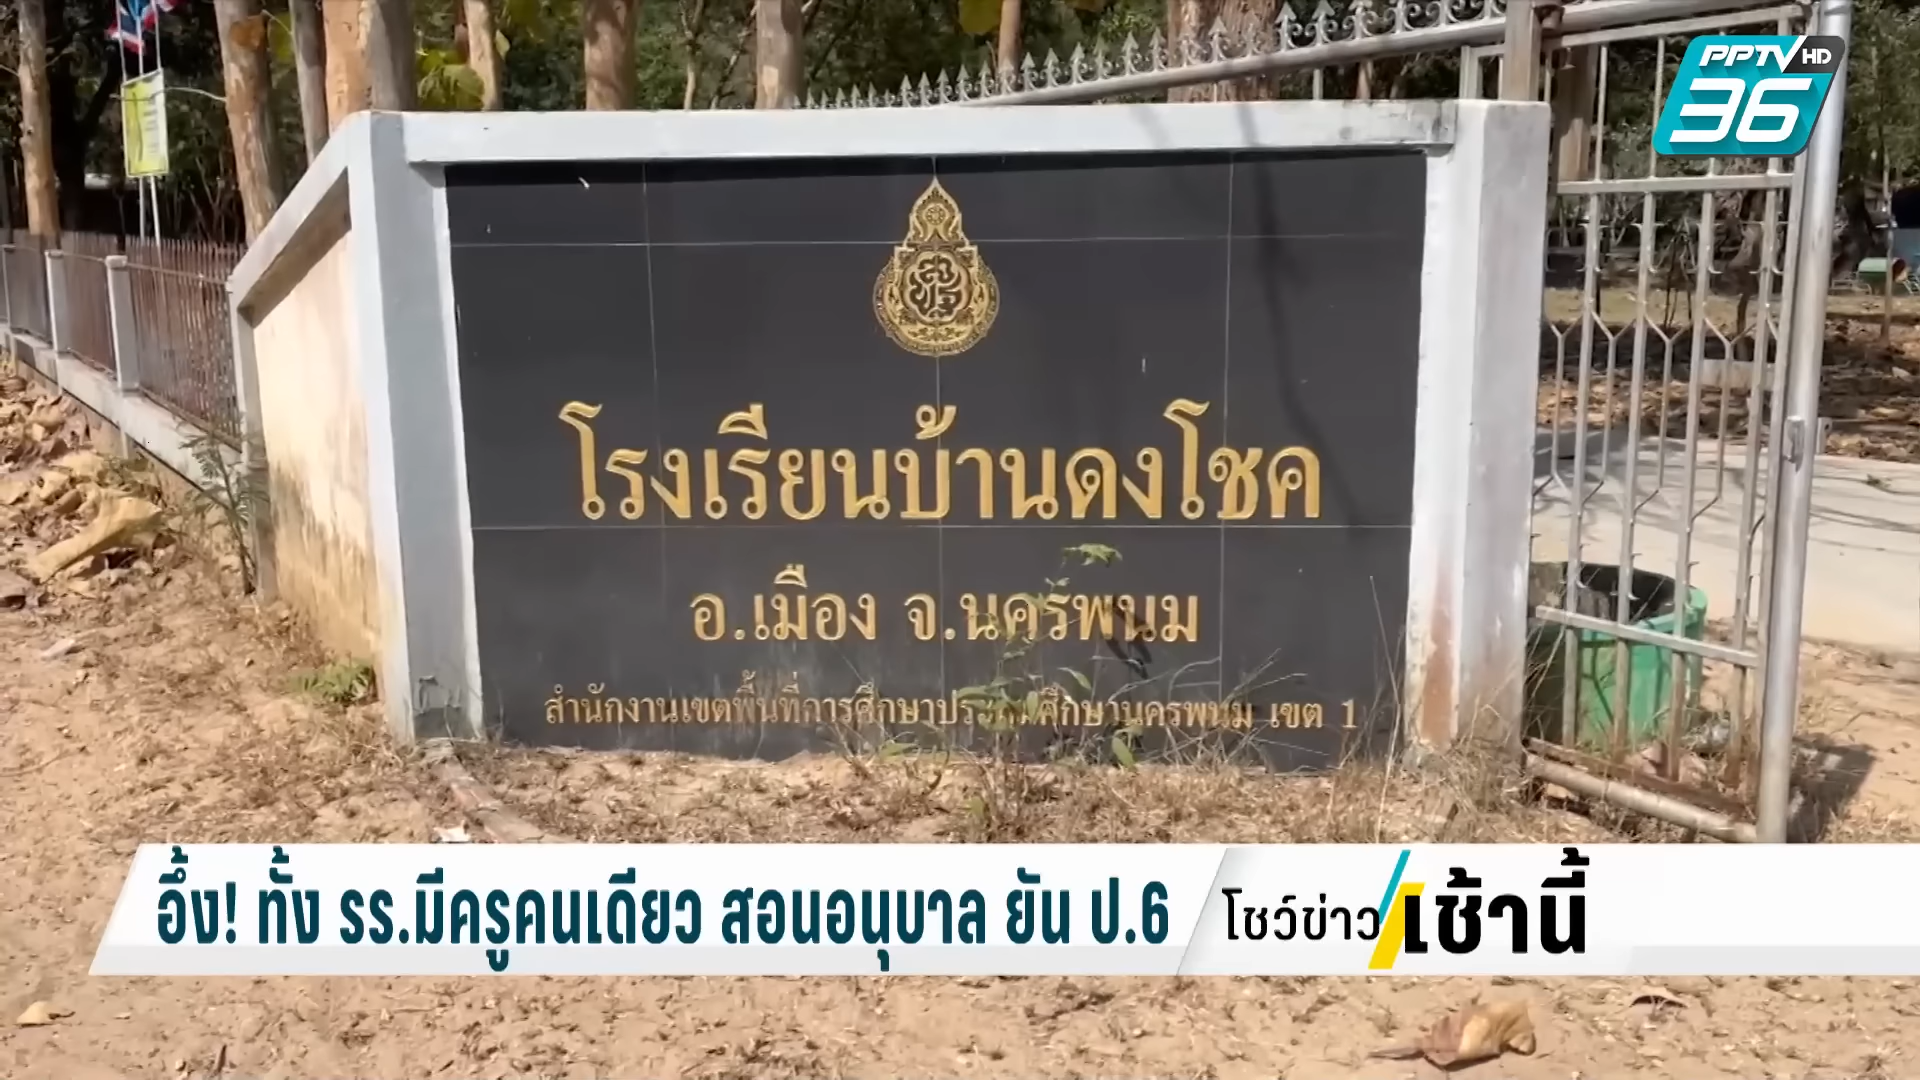 PPTV HD
36
โรงเรียนบ้านดงโชค
อ.เมือง จ.นครพนม
สำนักงานเขตพื้นที่การศึกษาประถมศึกษานครพนม เขต 1
อึ้ง! ทั้ง รร.มีครูคนเดียว สอนอนุบาล ยัน ป.6
โชว์ข่าว เช้านี้